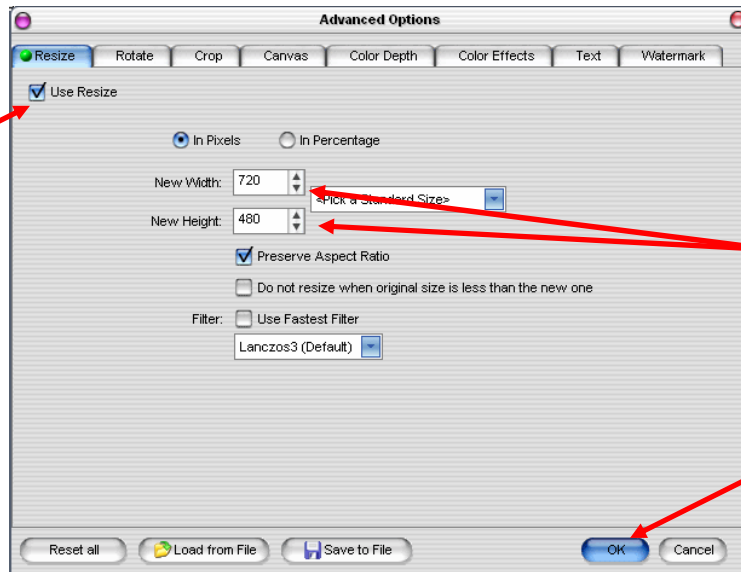 Advanced Options
Resize Rotate Crop Canvas Color Depth Color Effects Text Watermark
Use Resize
In Pixels In Percentage
New Width: 720
<Pick a Standard Size>
New Height: 480
Preserve Aspect Ratio
Do not resize when original size is less than the new one
Filter: Use Fastest Filter
Lanczos3 (Default)
Reset all Load from File Save to File OK Cancel